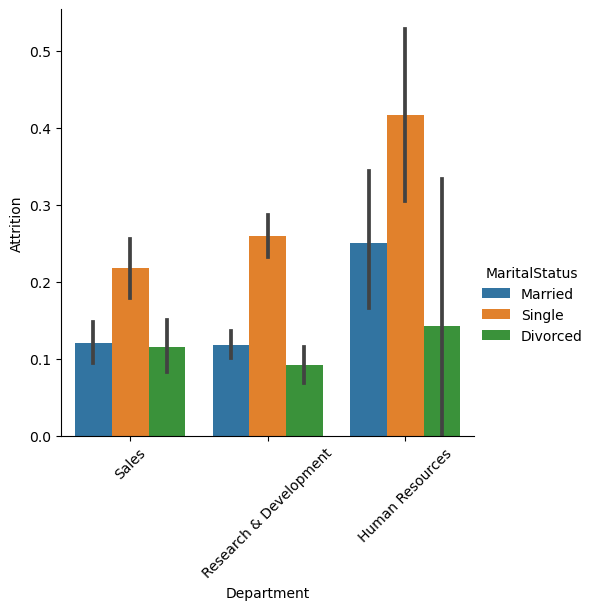 0.5
0.4
0.3
0.2
0.1
0.0
Attrition
Sales
Research & Development
Human Resources
Department
MaritalStatus
Married
Single
Divorced